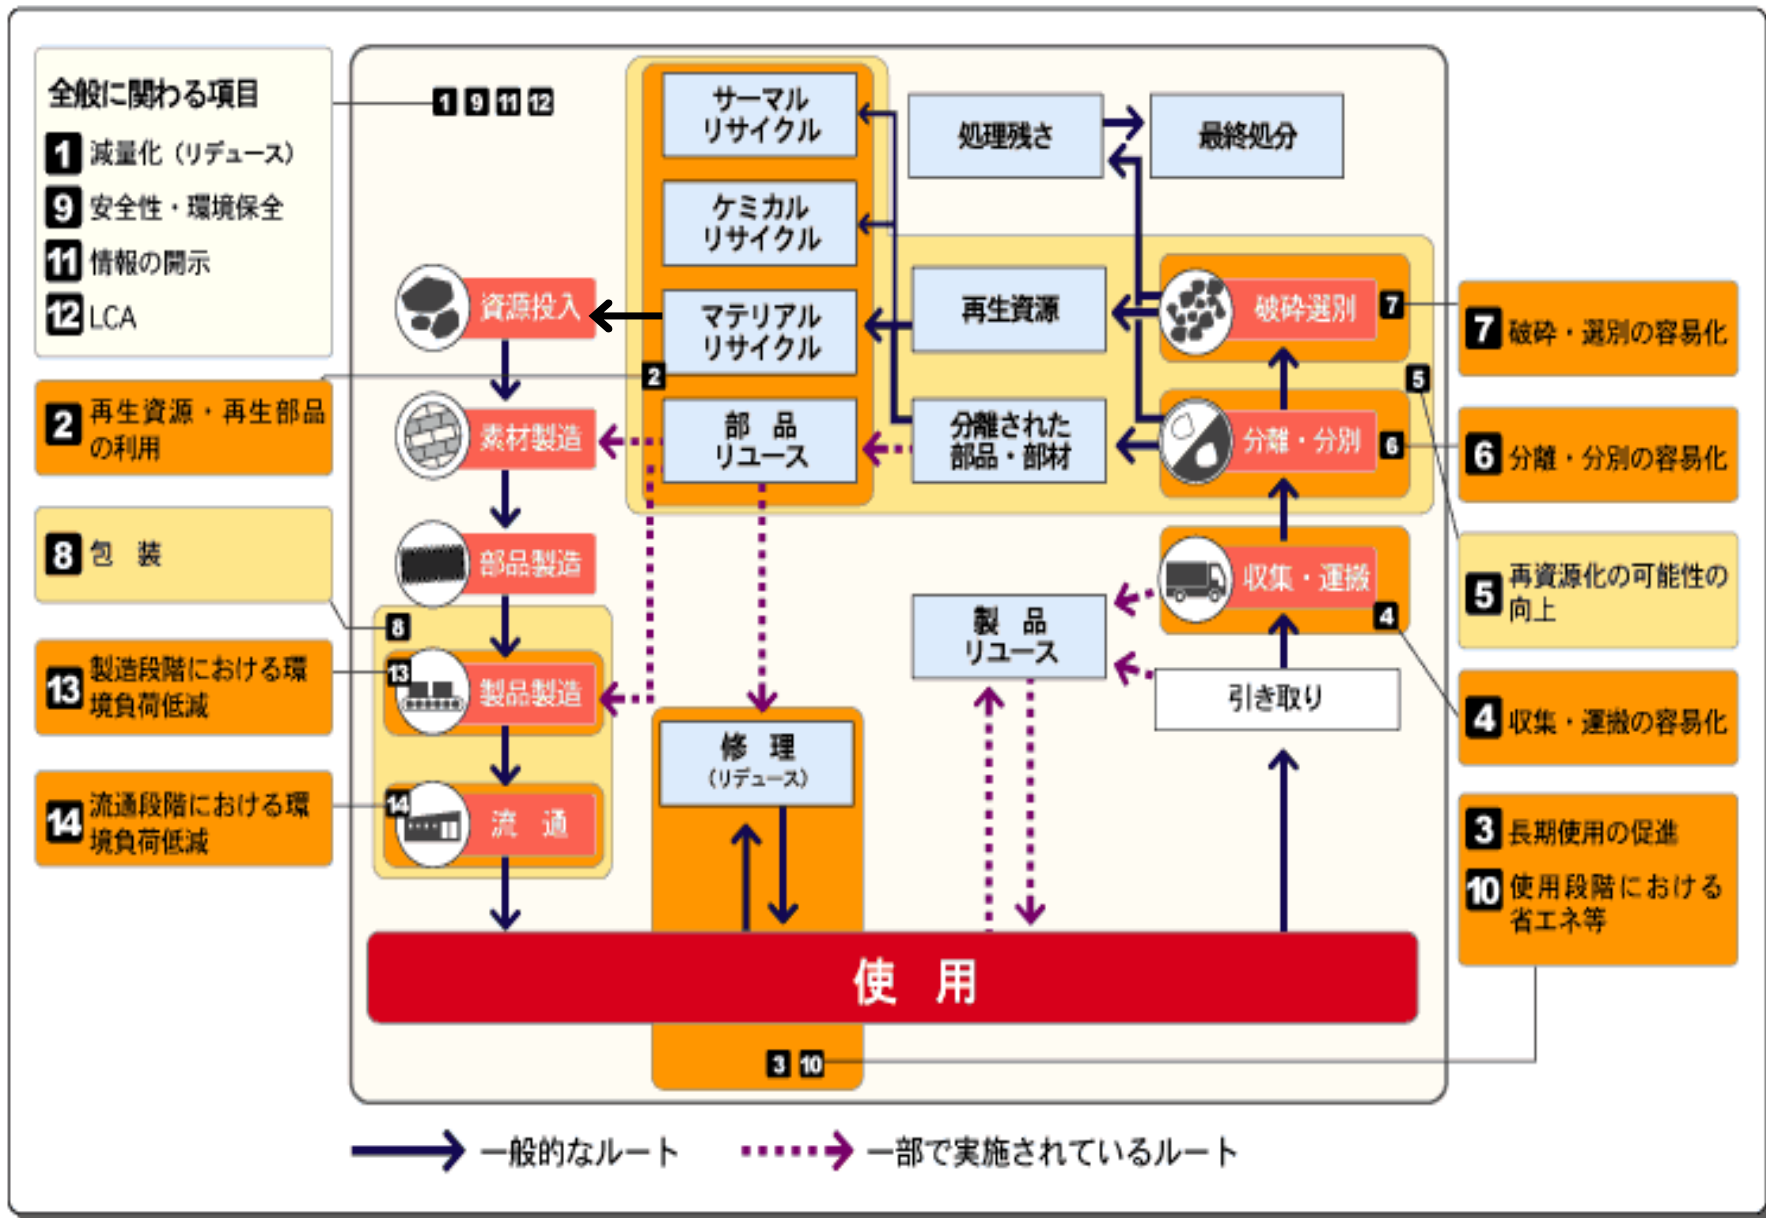 全般に関わる項目
1 減量化（リデュース）
9 安全性・環境保全
11 情報の開示
12 LCA
2 再生資源・再生部品
の利用
8 包　装
13 製造段階における環
境負荷低減
14 流通段階における環
境負荷低減
1 9 11 12
資源投入
素材製造
部品製造
8
13
製品製造
14
流　通
サーマル
リサイクル
ケミカル
リサイクル
マテリアル
リサイクル
2
部　品
リユース
修　理
（リデュース）
処理残さ
最終処分
再生資源
分離された
部品・部材
製　品
リユース
破砕選別
7
5
分離・分別
6
収集・運搬
4
引き取り
使　用
3 10
7 破砕・選別の容易化
6 分離・分別の容易化
5 再資源化の可能性の
向上
4 収集・運搬の容易化
3 長期使用の促進
10 使用段階における
省エネ等
一般的なルート
一部で実施されているルート